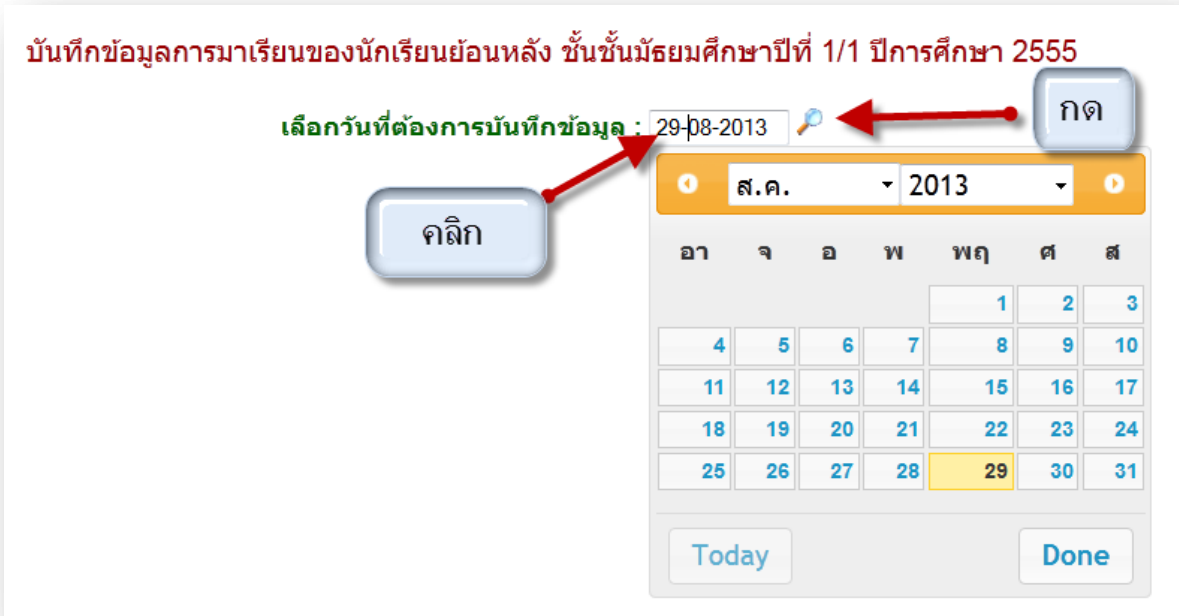 บันทึกข้อมูลการมาเรียนของนักเรียนย้อนหลัง ชั้นชั้นมัธยมศึกษาปีที่ 1/1 ปีการศึกษา 2555
กด
เลือกวันที่ต้องการบันทึกข้อมูล : 29-08-2013
คลิก
ส.ค. 2013
อา จ อ พ พฤ ศ ส
1 2 3
4 5 6 7 8 9 10
11 12 13 14 15 16 17
18 19 20 21 22 23 24
25 26 27 28 29 30 31
Today Done